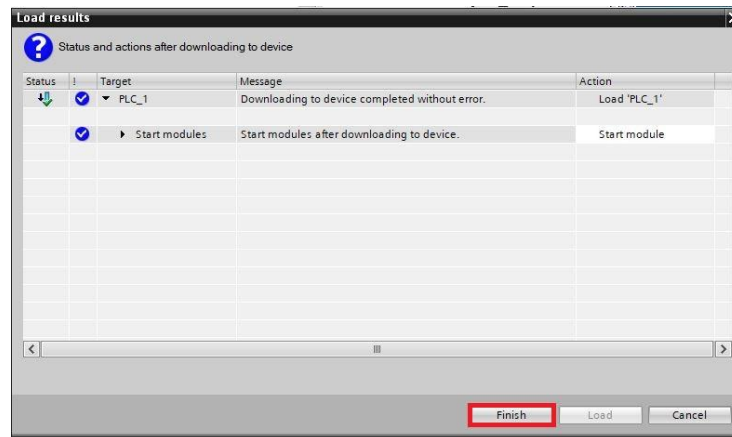 Load results
Status and actions after downloading to device
Status ! Target Message Action
PLC_1 Downloading to device completed without error. Load 'PLC_1'
Start modules Start modules after downloading to device. Start module
Finish Load Cancel